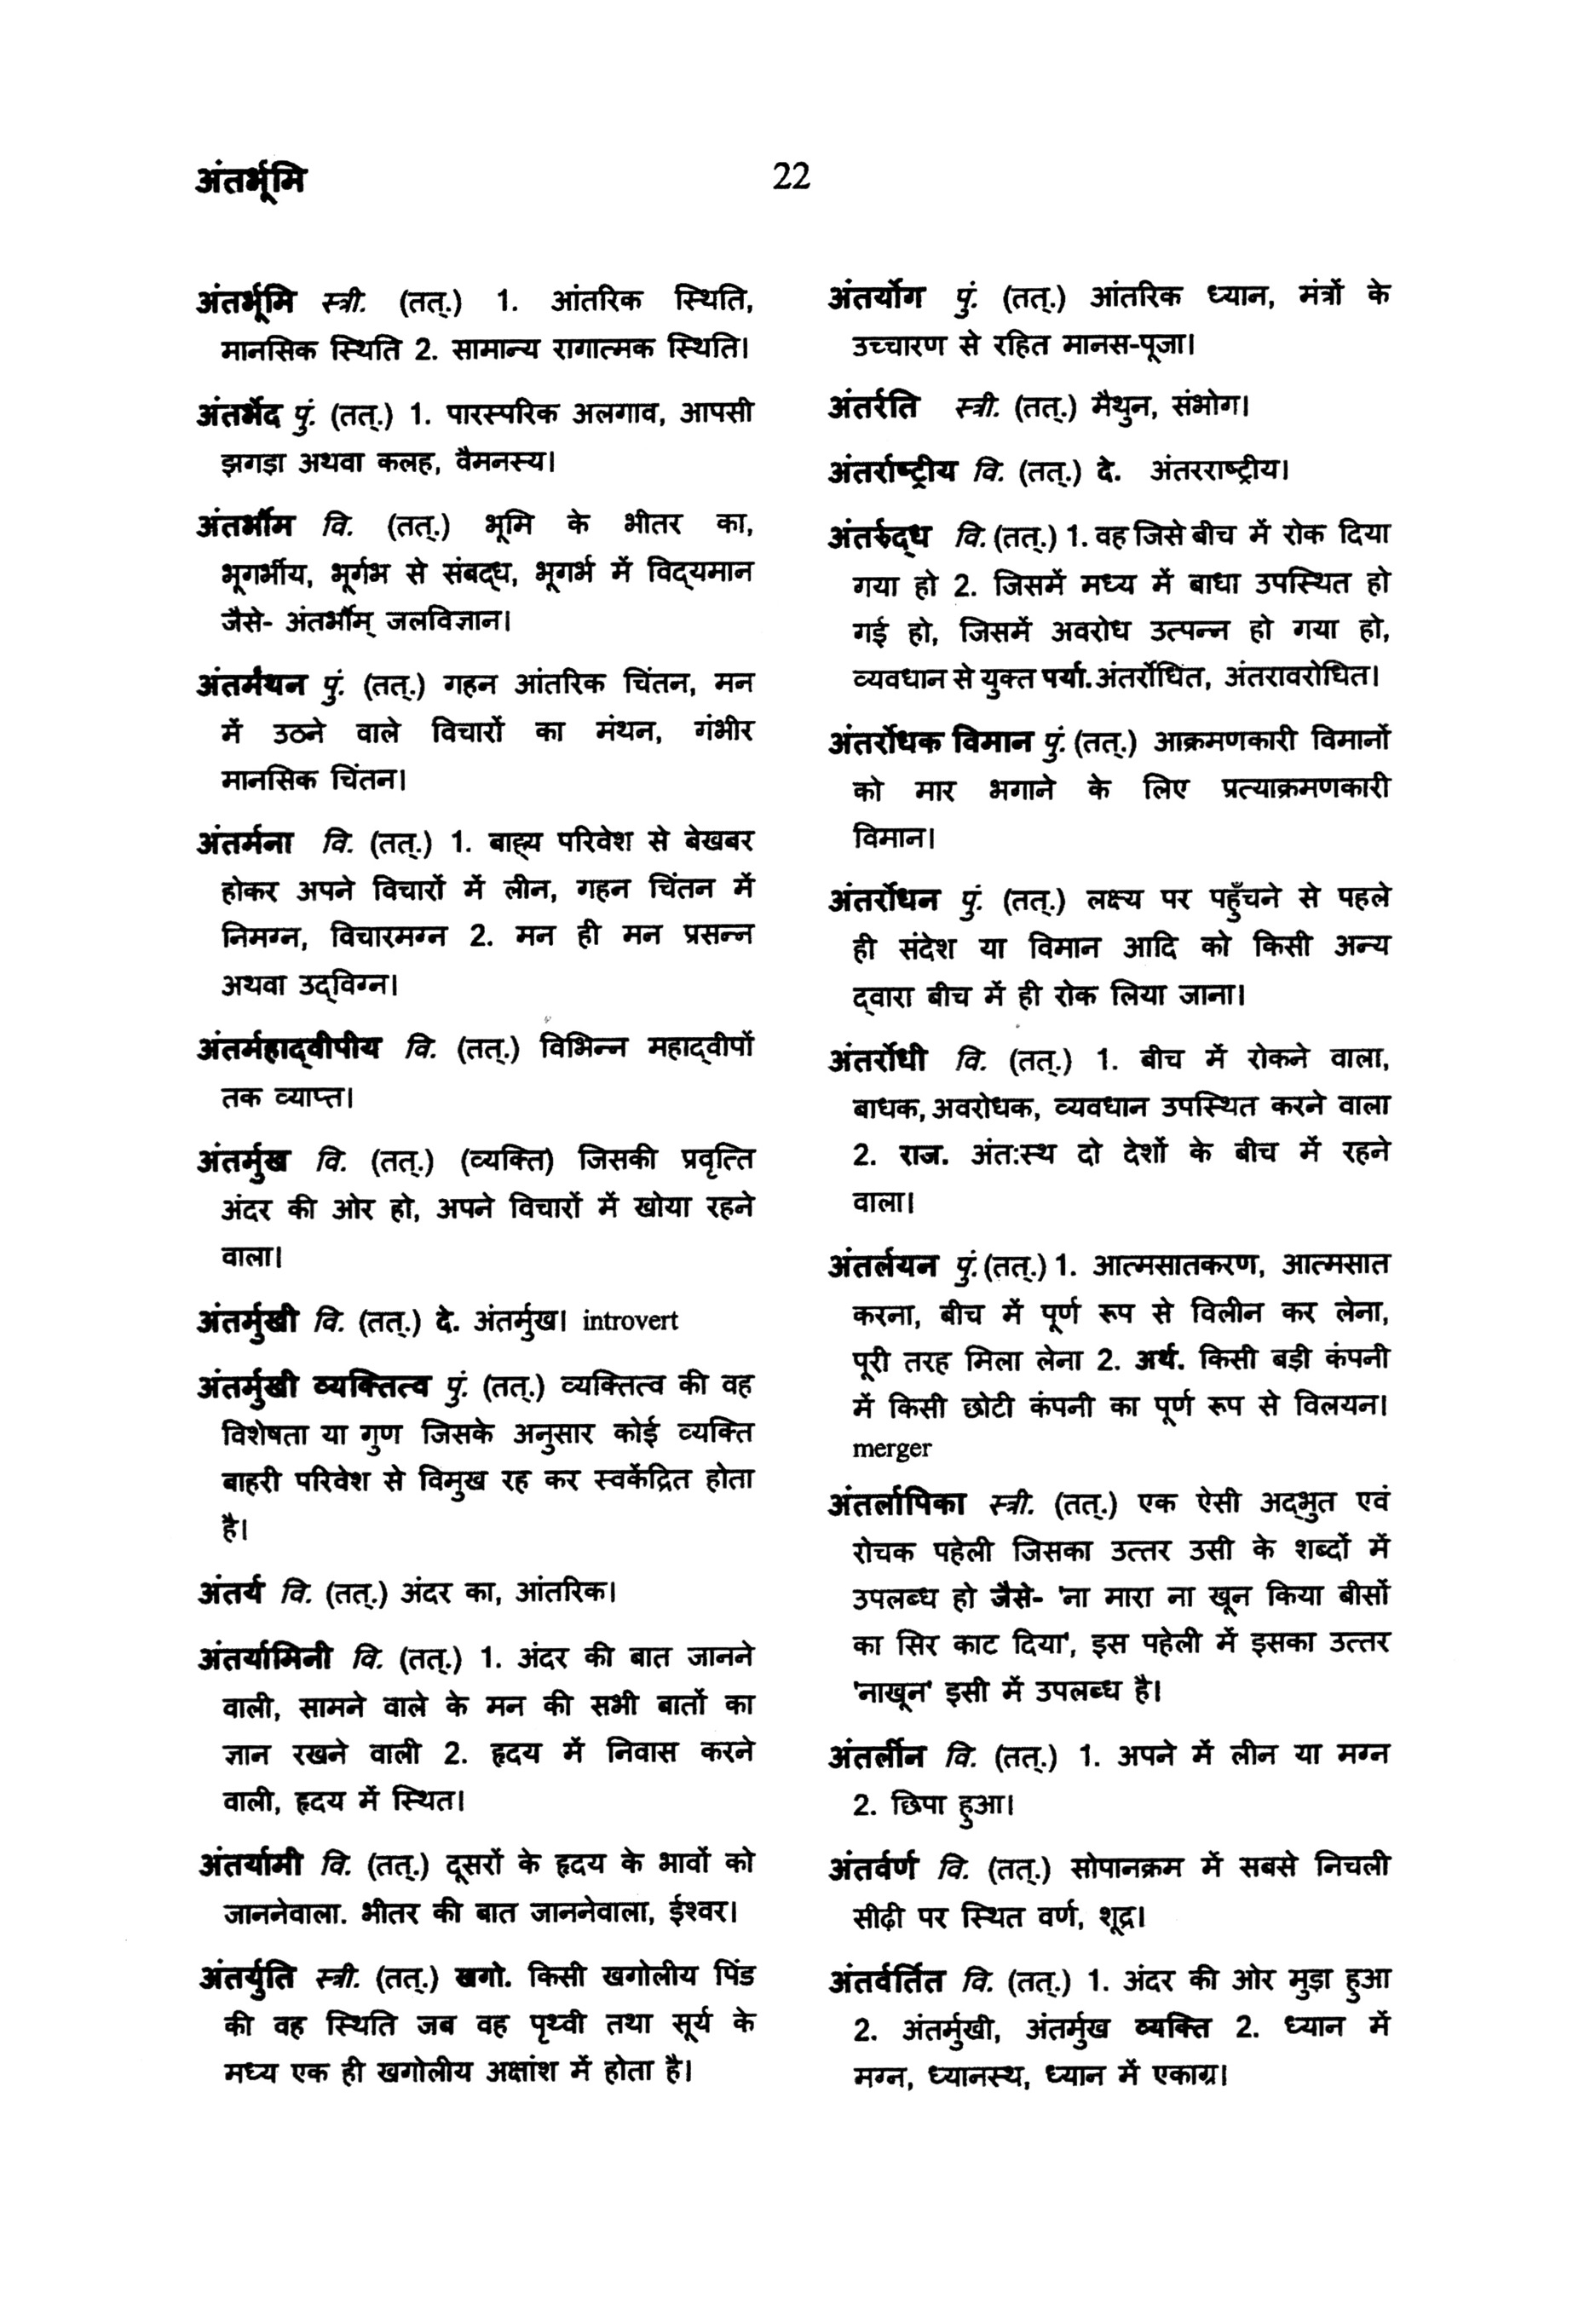 अंतर्भूमि
22
अंतर्भूमि स्त्री. (तत्.) 1. आंतरिक स्थिति,
मानसिक स्थिति 2. सामान्य रागात्मक स्थिति।
अंतर्भेद पुं. (तत्.) 1. पारस्परिक अलगाव, आपसी
झगड़ा अथवा कलह, वैमनस्य।
अंतर्भौम वि. (तत्.) भूमि के भीतर का,
भूगर्भीय, भूर्गभ से संबद्ध, भूगर्भ में विद्यमान
जैसे- अंतर्भौम् जलविज्ञान।
अंतर्मंथन पुं. (तत्.) गहन आंतरिक चिंतन, मन
में उठने वाले विचारों का मंथन, गंभीर
मानसिक चिंतन।
अंतर्मना वि. (तत्.) 1. बाह्य परिवेश से बेखबर
होकर अपने विचारों में लीन, गहन चिंतन में
निमग्न, विचारमग्न 2. मन ही मन प्रसन्न
अथवा उद्विग्न।
अंतर्महाद्वीपीय वि. (तत्.) विभिन्न महाद्वीपों
तक व्याप्त।
अंतर्मुख वि. (तत्.) (व्यक्ति) जिसकी प्रवृत्ति
अंदर की ओर हो, अपने विचारों में खोया रहने
वाला।
अंतर्मुखी वि. (तत्.) दे. अंतर्मुख। introvert
अंतर्मुखी व्यक्तित्व पुं. (तत्.) व्यक्तित्व की वह
विशेषता या गुण जिसके अनुसार कोई व्यक्ति
बाहरी परिवेश से विमुख रह कर स्वकेंद्रित होता
है।
अंतर्य वि. (तत्.) अंदर का, आंतरिक।
अंतर्यामिनी वि. (तत्.) 1. अंदर की बात जानने
वाली, सामने वाले के मन की सभी बातों का
ज्ञान रखने वाली 2. हृदय में निवास करने
वाली, हृदय में स्थित।
अंतर्यामी वि. (तत्.) दूसरों के हृदय के भावों को
जाननेवाला. भीतर की बात जाननेवाला, ईश्वर।
अंतर्युति स्त्री. (तत्.) खगो. किसी खगोलीय पिंड
की वह स्थिति जब वह पृथ्वी तथा सूर्य के
मध्य एक ही खगोलीय अक्षांश में होता है।
अंतर्योग पुं. (तत्.) आंतरिक ध्यान, मंत्रों के
उच्चारण से रहित मानस-पूजा।
अंतर्रति स्त्री. (तत्.) मैथुन, संभोग।
अंतर्राष्ट्रीय वि. (तत्.) दे. अंतरराष्ट्रीय।
अंतर्रुद्ध वि. (तत्.) 1. वह जिसे बीच में रोक दिया
गया हो 2. जिसमें मध्य में बाधा उपस्थित हो
गई हो, जिसमें अवरोध उत्पन्न हो गया हो,
व्यवधान से युक्त पर्या. अंतर्रोधित, अंतरावरोधित।
अंतर्रोधक विमान पुं. (तत्.) आक्रमणकारी विमानों
को मार भगाने के लिए प्रत्याक्रमणकारी
विमान।
अंतर्रोधन पुं. (तत्.) लक्ष्य पर पहुँचने से पहले
ही संदेश या विमान आदि को किसी अन्य
द्वारा बीच में ही रोक लिया जाना।
अंतर्रोधी वि. (तत्.) 1. बीच में रोकने वाला,
बाधक, अवरोधक, व्यवधान उपस्थित करने वाला
2. राज. अंतःस्थ दो देशों के बीच में रहने
वाला।
अंतर्लयन पुं. (तत्.) 1. आत्मसातकरण, आत्मसात
करना, बीच में पूर्ण रूप से विलीन कर लेना,
पूरी तरह मिला लेना 2. अर्थ. किसी बड़ी कंपनी
में किसी छोटी कंपनी का पूर्ण रूप से विलयन।
merger
अंतर्लापिका स्त्री. (तत्.) एक ऐसी अद्भुत एवं
रोचक पहेली जिसका उत्तर उसी के शब्दों में
उपलब्ध हो जैसे- 'ना मारा ना खून किया बीसों
का सिर काट दिया', इस पहेली में इसका उत्तर
'नाखून' इसी में उपलब्ध है।
अंतर्लीन वि. (तत्.) 1. अपने में लीन या मग्न
2. छिपा हुआ।
अंतर्वर्ण वि. (तत्.) सोपानक्रम में सबसे निचली
सीढ़ी पर स्थित वर्ण, शूद्र।
अंतर्वर्तित वि. (तत्.) 1. अंदर की ओर मुड़ा हुआ
2. अंतर्मुखी, अंतर्मुख व्यक्ति 2. ध्यान में
मग्न, ध्यानस्थ, ध्यान में एकाग्र।